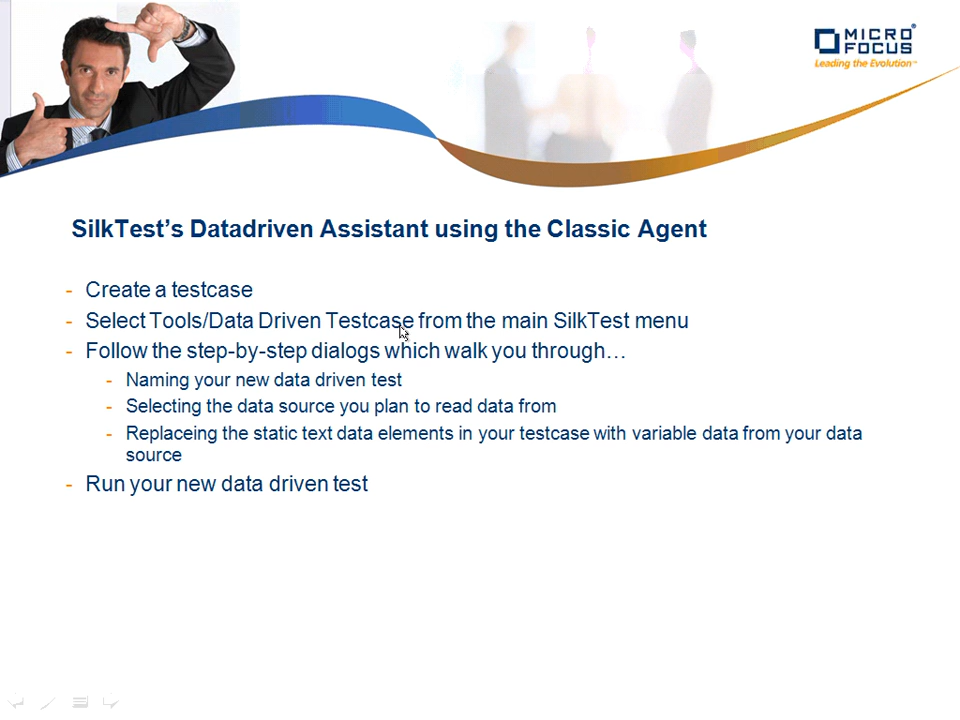 MICRO
FOCUS®
Leading the Evolution™
SilkTest’s Datadriven Assistant using the Classic Agent
- Create a testcase
- Select Tools/Data Driven Testcase from the main SilkTest menu
- Follow the step-by-step dialogs which walk you through…
- Naming your new data driven test
- Selecting the data source you plan to read data from
- Replaceing the static text data elements in your testcase with variable data from your data
source
- Run your new data driven test